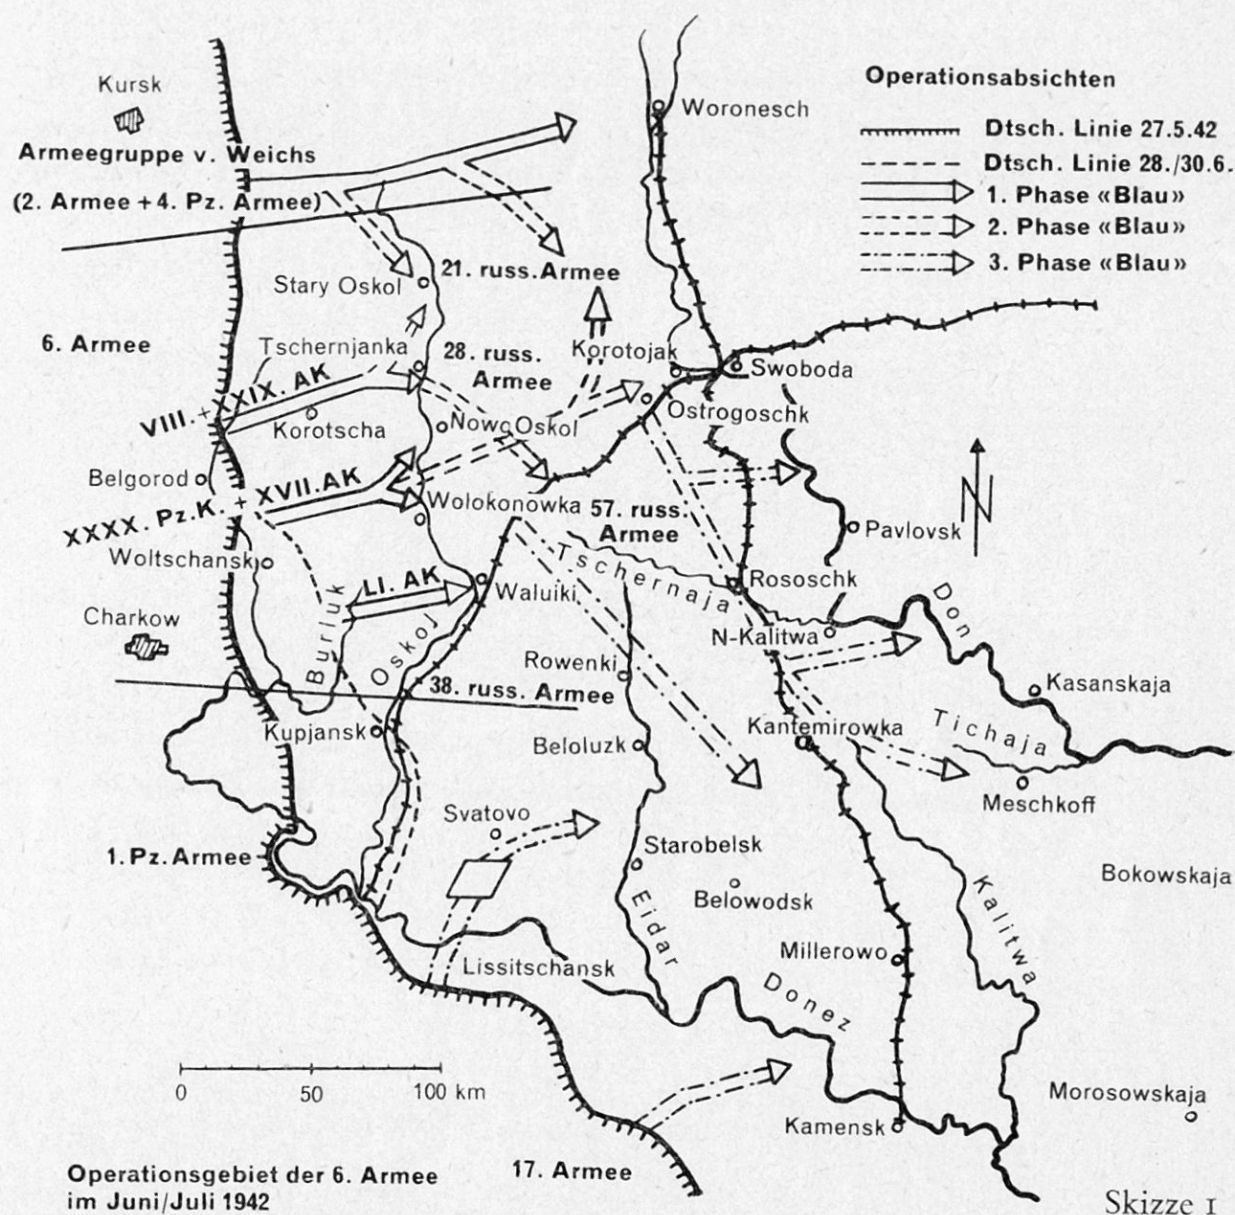 Kursk
Armeegruppe v. Weichs
(2. Armee + 4. Pz. Armee)
Woronesch
Operationsabsichten
Dtsch. Linie 27.5.42
Dtsch. Linie 28./30.6.
1. Phase «Blau»
2. Phase «Blau»
3. Phase «Blau»
21. russ. Armee
Stary Oskol
6. Armee
Tschernjanka
28. russ.
Armee
Korotojak
Swoboda
VIII. + XXIX. AK
Korotscha
Nowo Oskol
Ostrogoschk
Belgorod
XXXX. Pz.K. + XVII. AK
Wolokonowka
57. russ.
Armee
Pavlovsk
Woltschansk
LI. AK
Waluiki
Tschernaja
Rososchk
Don
Charkow
Burluk
Oskoj
N-Kalitwa
Rowenki
38. russ. Armee
Kasanskaja
Kupjansk
Beloluzk
Kantemirowka
Tichaja
Meschkoff
Svatovo
1. Pz. Armee
Starobelsk
Bokowskaja
Belowodsk
Eidar
Kalitwa
Lissitschansk
Millerowo
Donez
0 50 100 km
Morosowskaja
Kamensk
17. Armee
Operationsgebiet der 6. Armee
im Juni/Juli 1942
Skizze 1